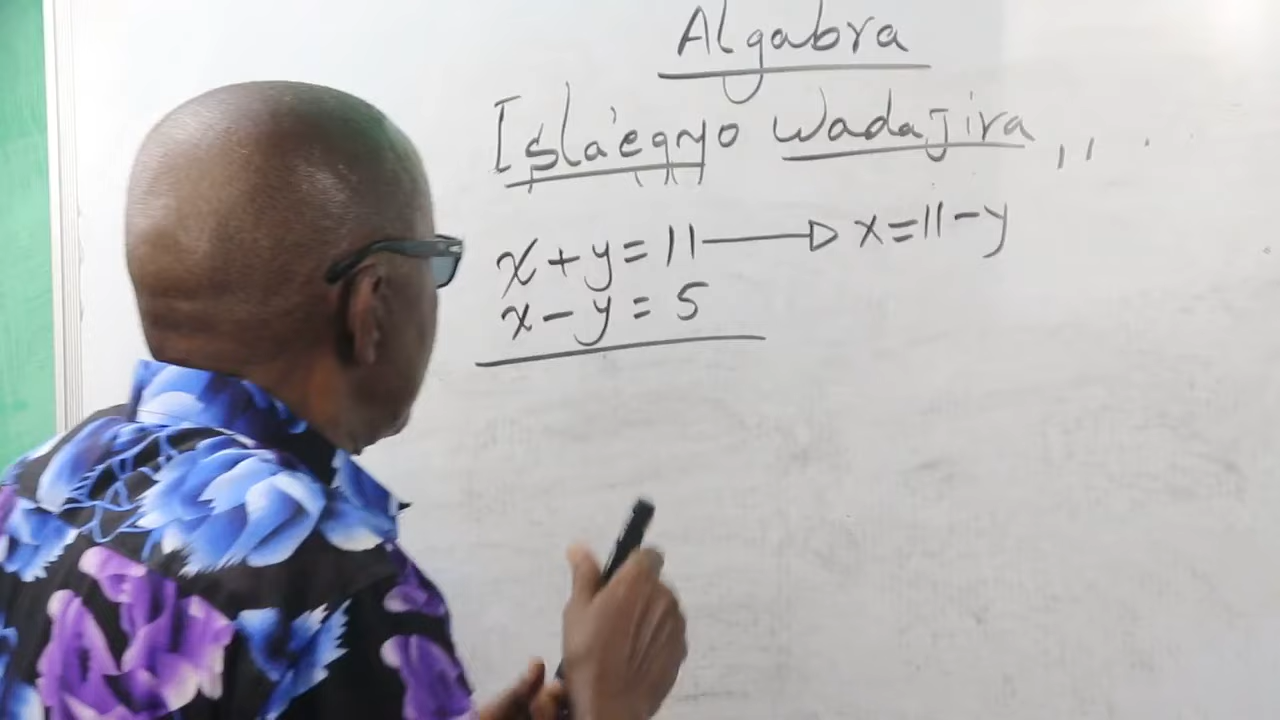 Algabra
Isla'egyo wadajira ,,
x+y=11 → x=11-y
x-y=5